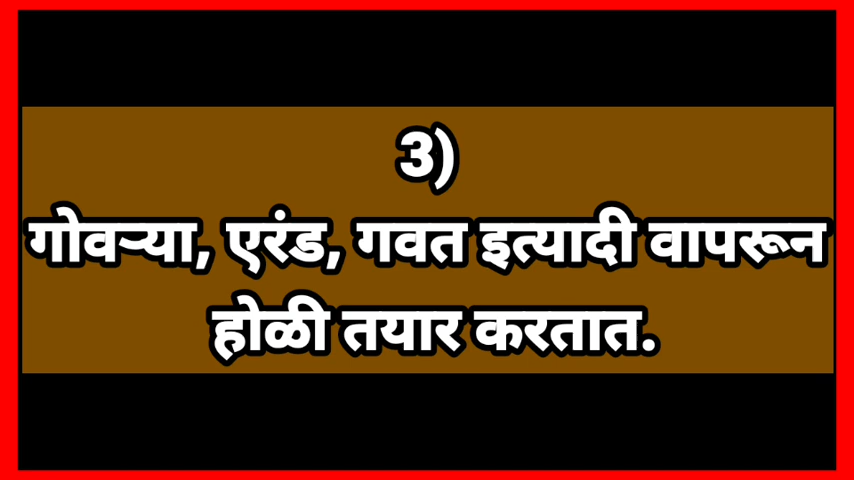 3)
गोवऱ्या, एरंड, गवत इत्यादी वापरून
होळी तयार करतात.